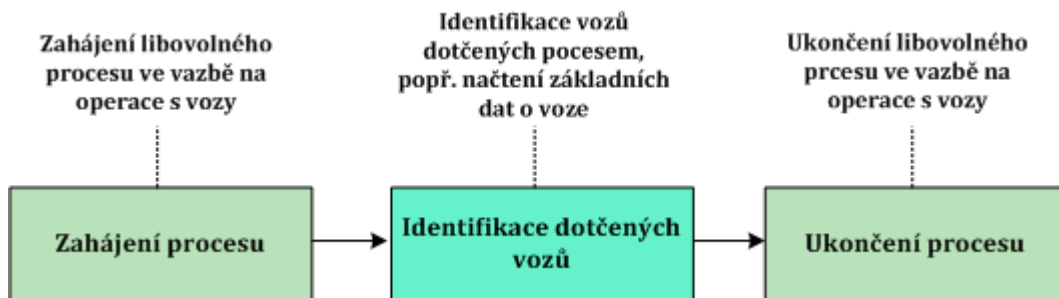 Zahájení libovolného
procesu ve vazbě na
operace s vozy
Identifikace vozů
dotčených pocesem,
popř. načtení základních
dat o voze
Ukončení libovolného
prcesu ve vazbě na
operace s vozy
Zahájení procesu
Identifikace dotčených
vozů
Ukončení procesu